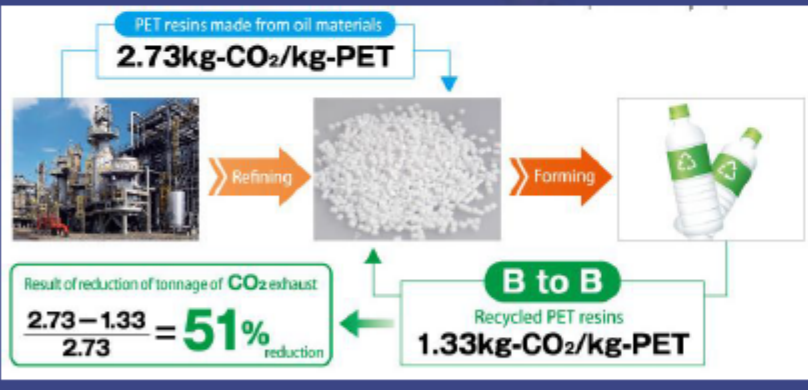 PET resins made from oil materials
2.73kg-CO₂/kg-PET
Refining
Forming
B to B
Recycled PET resins
1.33kg-CO₂/kg-PET
Result of reduction of tonnage of CO₂ exhaust
2.73−1.33
2.73
= 51% reduction